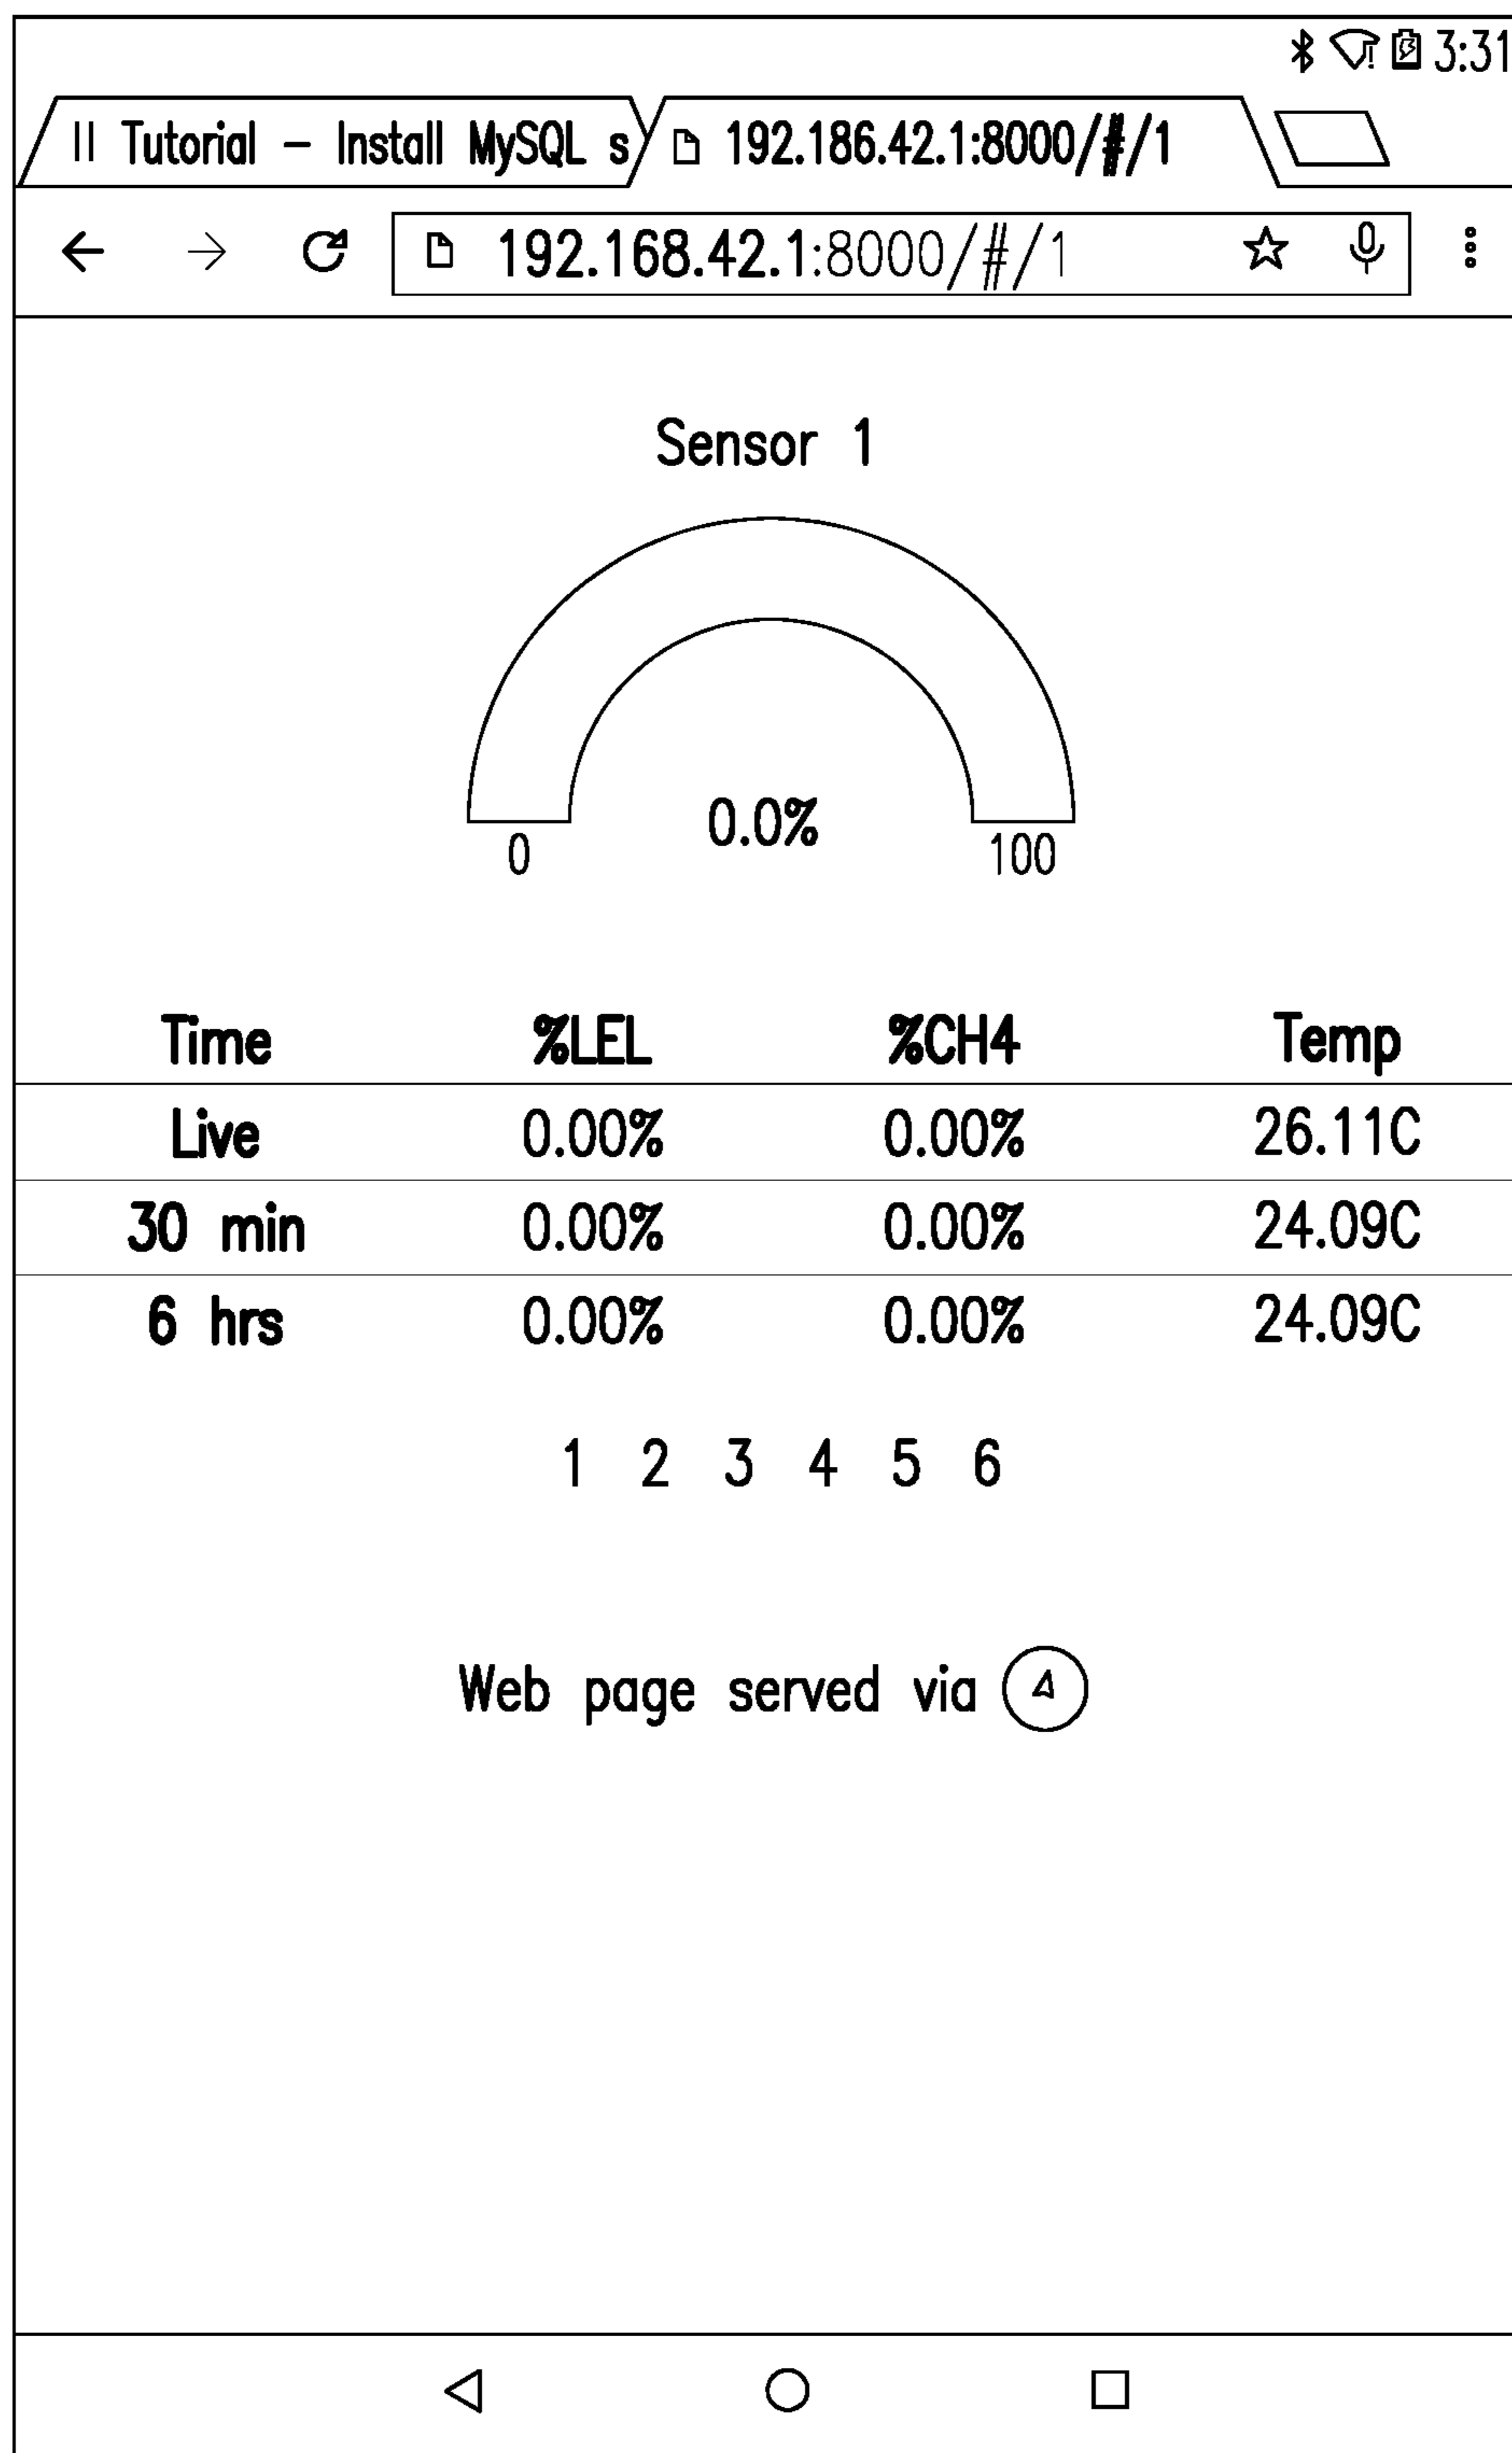 3:31
Tutorial – Install MySQL s 192.186.42.1:8000/#/1
192.168.42.1:8000/#/1
Sensor 1
0.0%
0 100
Time %LEL %CH4 Temp
Live 0.00% 0.00% 26.11C
30 min 0.00% 0.00% 24.09C
6 hrs 0.00% 0.00% 24.09C
1 2 3 4 5 6
Web page served via